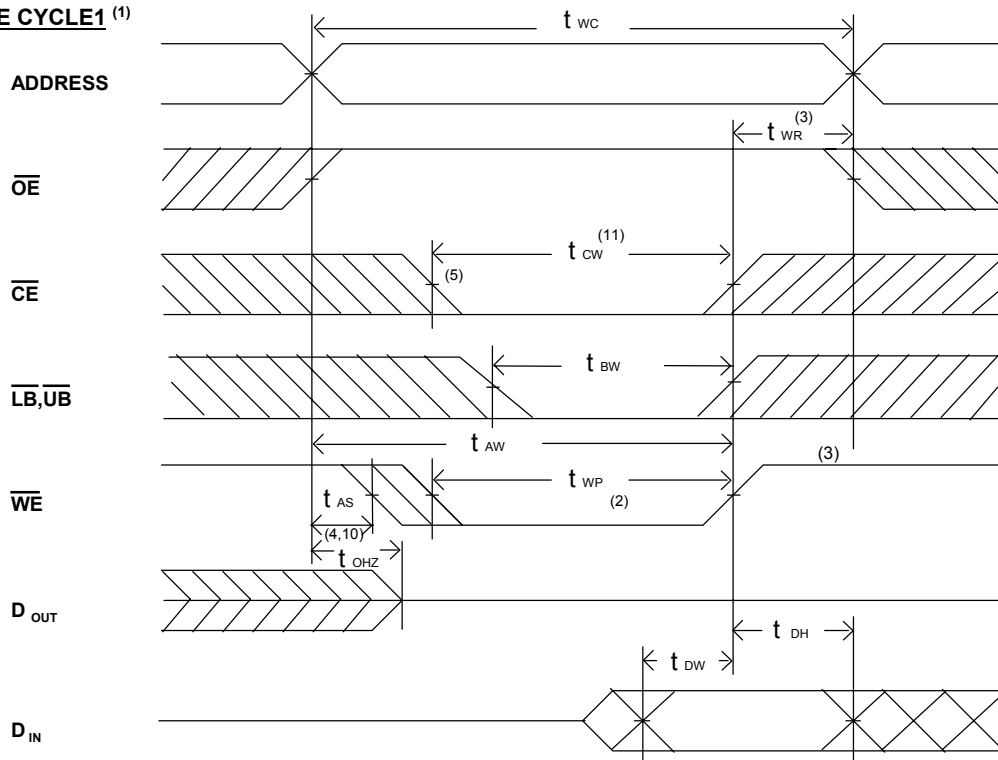 E CYCLE1 (1)
t WC
ADDRESS
t WR (3)
OE
t CW (11)
CE
(5)
LB,UB
t BW
t AW
WE
(3)
t WP (2)
t AS
(4,10)
t OHZ
D OUT
t DH
t DW
D IN